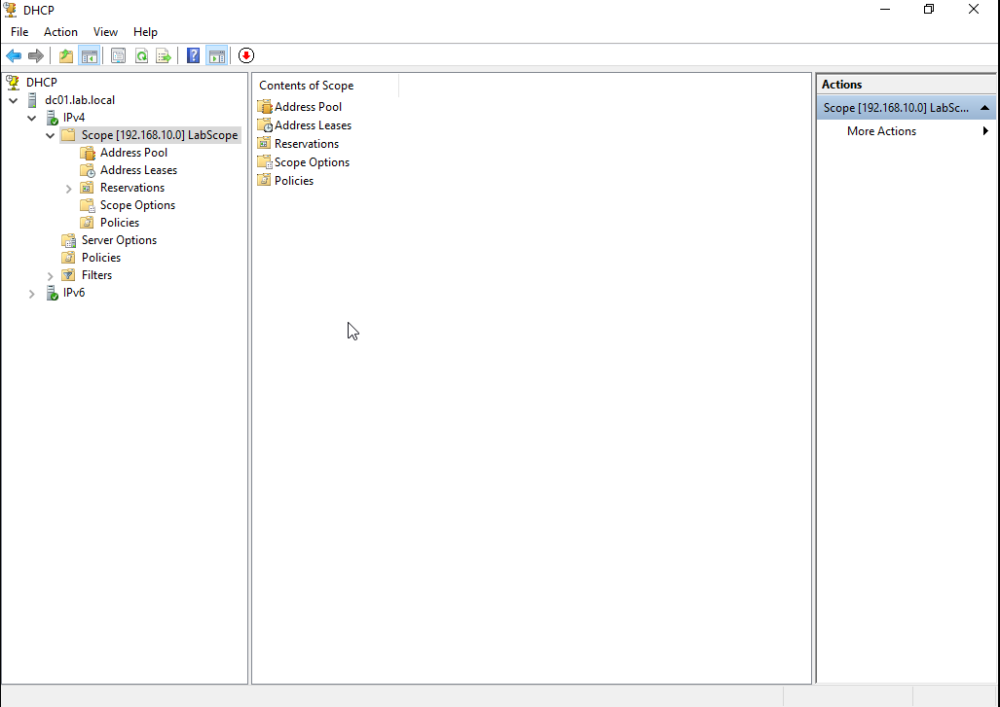 DHCP
File Action View Help
DHCP
dc01.lab.local
IPv4
Scope [192.168.10.0] LabScope
Address Pool
Address Leases
Reservations
Scope Options
Policies
Server Options
Policies
Filters
IPv6
Contents of Scope
Address Pool
Address Leases
Reservations
Scope Options
Policies
Actions
Scope [192.168.10.0] LabSc...
More Actions